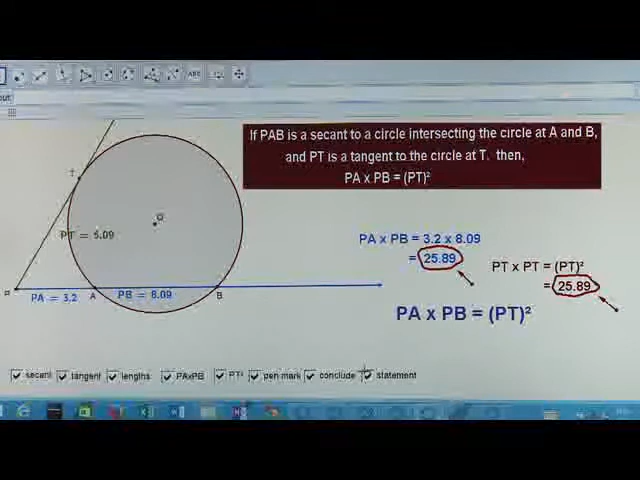 ABC
out:
If PAB is a secant to a circle intersecting the circle at A and B,
and PT is a tangent to the circle at T. then,
PA x PB = (PT)²
T
O
PT = 5.09
PA x PB = 3.2 x 8.09
= 25.89
PT x PT = (PT)²
= 25.89
P
PA = 3.2
A
PB = 8.09
B
PA x PB = (PT)²
secant
tangent
lengths
PAxPB
PT²
pen mark
conclude
statement